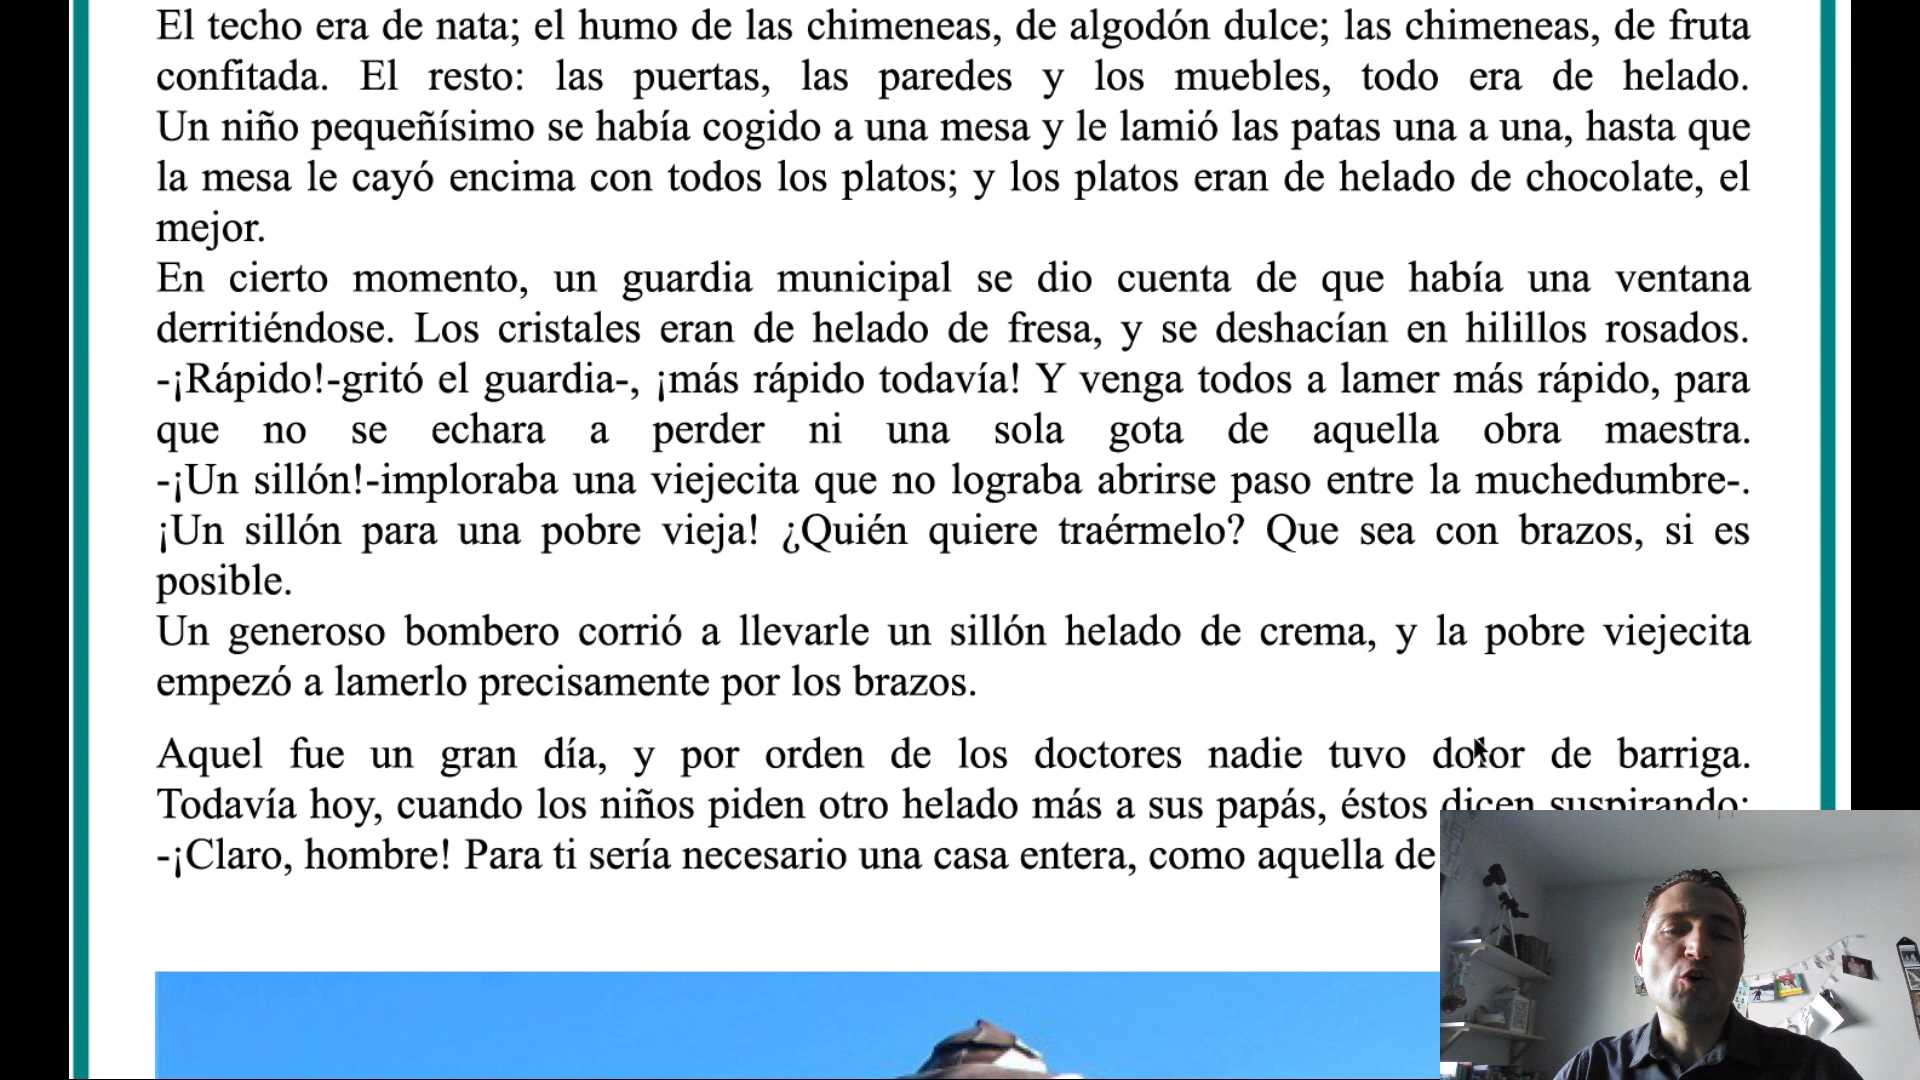 El techo era de nata; el humo de las chimeneas, de algodón dulce; las chimeneas, de fruta
confitada. El resto: las puertas, las paredes y los muebles, todo era de helado.
Un niño pequeñísimo se había cogido a una mesa y le lamió las patas una a una, hasta que
la mesa le cayó encima con todos los platos; y los platos eran de helado de chocolate, el
mejor.
En cierto momento, un guardia municipal se dio cuenta de que había una ventana
derritiéndose. Los cristales eran de helado de fresa, y se deshacían en hilillos rosados.
-¡Rápido!-gritó el guardia-, ¡más rápido todavía! Y venga todos a lamer más rápido, para
que no se echara a perder ni una sola gota de aquella obra maestra.
-¡Un sillón!-imploraba una viejecita que no lograba abrirse paso entre la muchedumbre-.
¡Un sillón para una pobre vieja! ¿Quién quiere traérmelo? Que sea con brazos, si es
posible.
Un generoso bombero corrió a llevarle un sillón helado de crema, y la pobre viejecita
empezó a lamerlo precisamente por los brazos.
Aquel fue un gran día, y por orden de los doctores nadie tuvo dolor de barriga.
Todavía hoy, cuando los niños piden otro helado más a sus papás, éstos dicen suspirando:
-¡Claro, hombre! Para ti sería necesario una casa entera, como aquella de